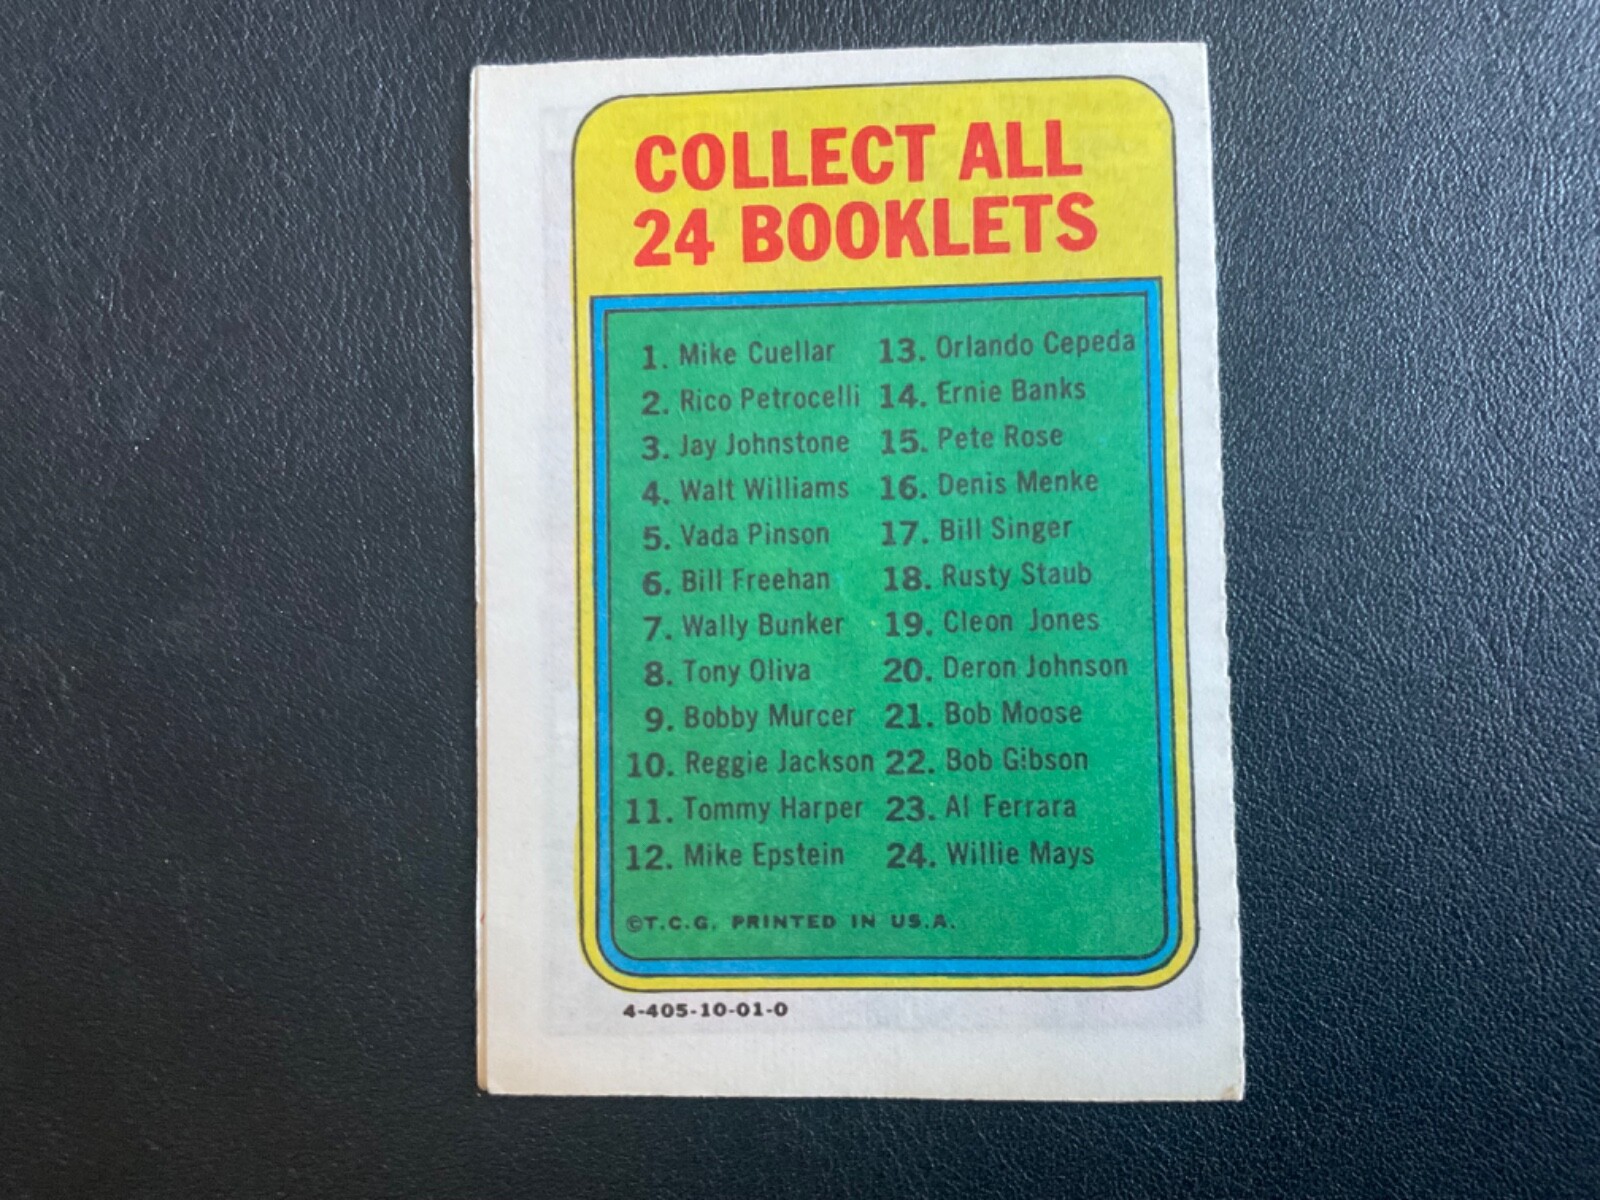 COLLECT ALL
24 BOOKLETS
1. Mike Cuellar
2. Rico Petrocelli
3. Jay Johnstone
4. Walt Williams
5. Vada Pinson
6. Bill Freehan
7. Wally Bunker
8. Tony Oliva
9. Bobby Murcer
10. Reggie Jackson
11. Tommy Harper
12. Mike Epstein
13. Orlando Cepeda
14. Ernie Banks
15. Pete Rose
16. Denis Menke
17. Bill Singer
18. Rusty Staub
19. Cleon Jones
20. Deron Johnson
21. Bob Moose
22. Bob Gibson
23. Al Ferrara
24. Willie Mays
©T.C.G. PRINTED IN U.S.A.
4-405-10-01-0